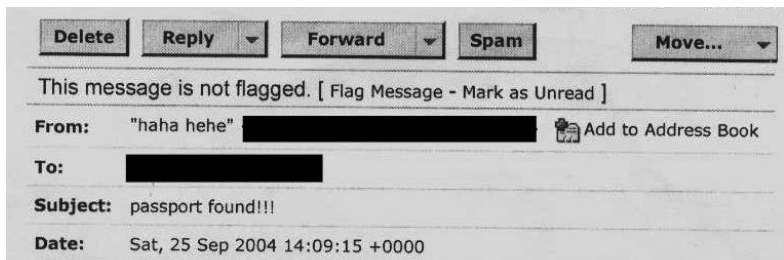 Delete Reply Forward Spam Move...
This message is not flagged. [ Flag Message - Mark as Unread ]
From: "haha hehe" Add to Address Book
To:
Subject: passport found!!!
Date: Sat, 25 Sep 2004 14:09:15 +0000